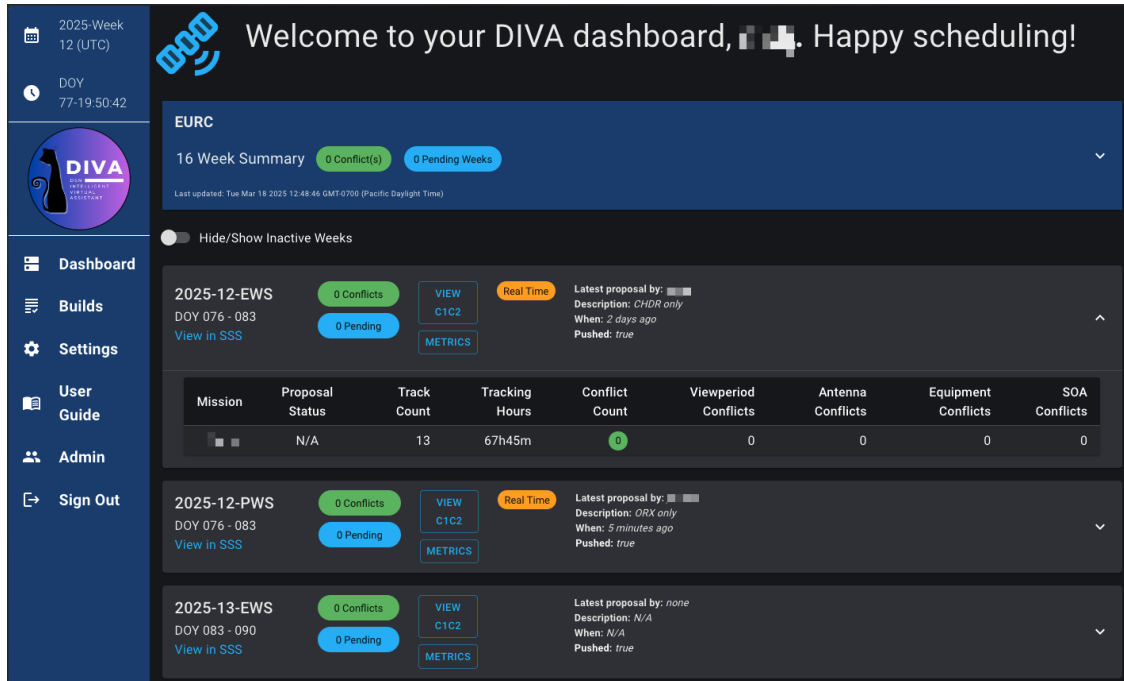 2025-Week
12 (UTC)
DOY
77-19:50:42
DIVA
DSN
INTELLIGENT
VIRTUAL
ASSISTANT
Dashboard
Builds
Settings
User
Guide
Admin
Sign Out
Welcome to your DIVA dashboard, . Happy scheduling!
EURC
16 Week Summary 0 Conflict(s) 0 Pending Weeks
Last updated: Tue Mar 18 2025 12:48:46 GMT-0700 (Pacific Daylight Time)
Hide/Show Inactive Weeks
2025-12-EWS
DOY 076 - 083
View in SSS
0 Conflicts
0 Pending
VIEW
C1C2
METRICS
Real Time
Latest proposal by:
Description: CHDR only
When: 2 days ago
Pushed: true
Mission Proposal Status Track Count Tracking Hours Conflict Count Viewperiod Conflicts Antenna Conflicts Equipment Conflicts SOA Conflicts
N/A 13 67h45m 0 0 0 0 0
2025-12-PWS
DOY 076 - 083
View in SSS
0 Conflicts
0 Pending
VIEW
C1C2
METRICS
Real Time
Latest proposal by:
Description: ORX only
When: 5 minutes ago
Pushed: true
2025-13-EWS
DOY 083 - 090
View in SSS
0 Conflicts
0 Pending
VIEW
C1C2
METRICS
Latest proposal by: none
Description: N/A
When: N/A
Pushed: true